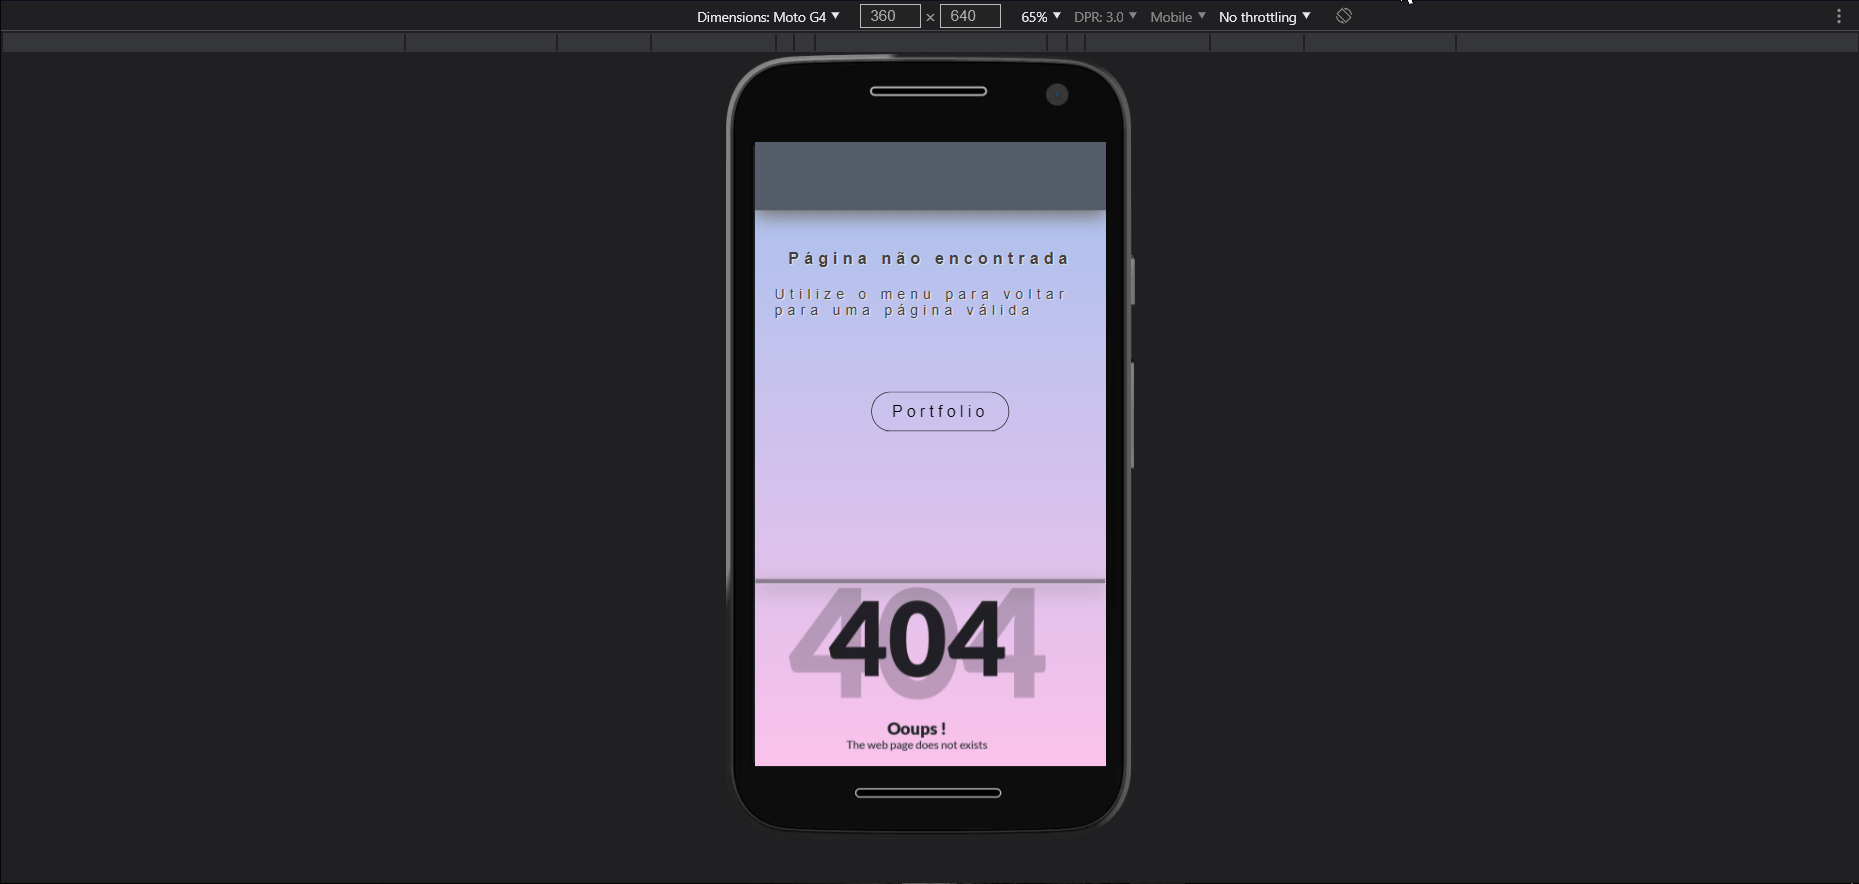 Dimensions: Moto G4 ▼ 360 × 640 65% ▼ DPR: 3.0 ▼ Mobile ▼ No throttling ▼
Página não encontrada
Utilize o menu para voltar
para uma página válida
Portfolio
404
404
Ooups !
The web page does not exists